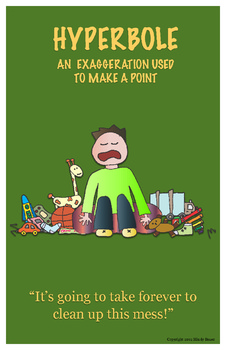 HYPERBOLE
AN EXAGGERATION USED
TO MAKE A POINT
“It’s going to take forever to
clean up this mess!”